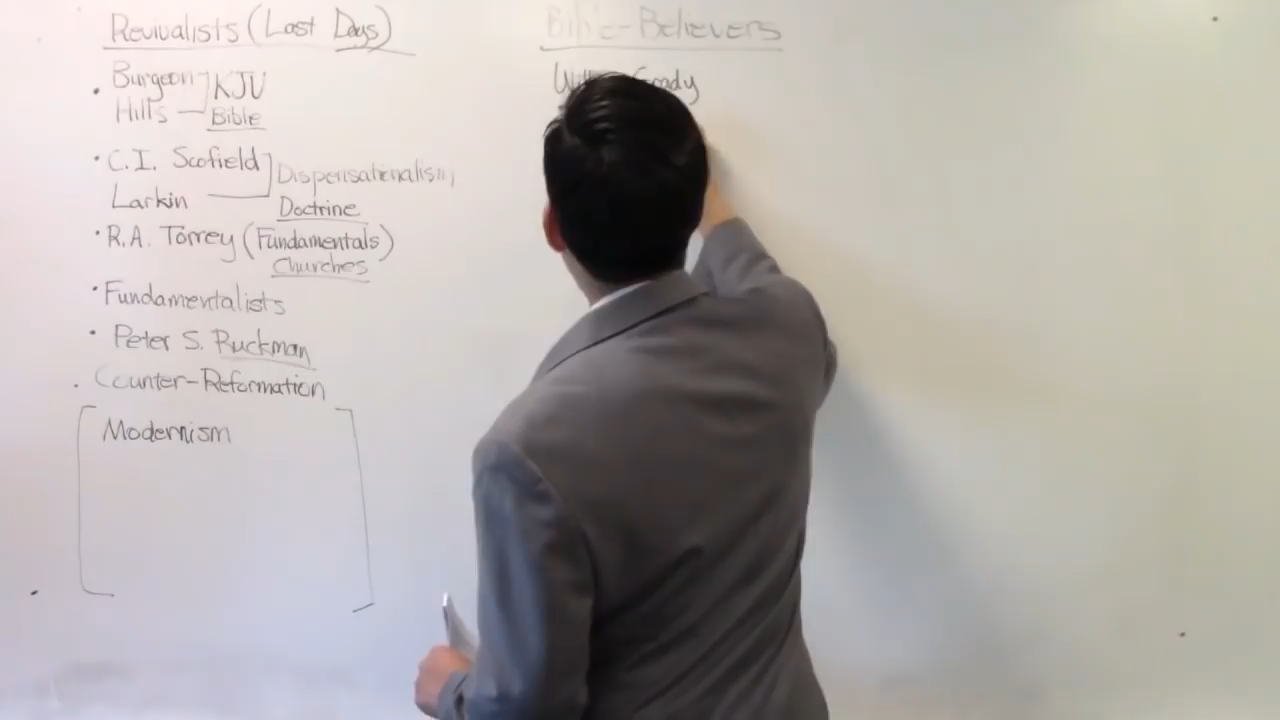 Revivalists (Last Days)
• Burgeon KJV
Hills Bible
• C.I. Scofield Dispensationalism,
Larkin Doctrine
• R.A. Torrey (Fundamentals)
Churches
• Fundamentalists
• Peter S. Ruckman
• Counter-Reformation
Modernism
Bible-Believers
Grady